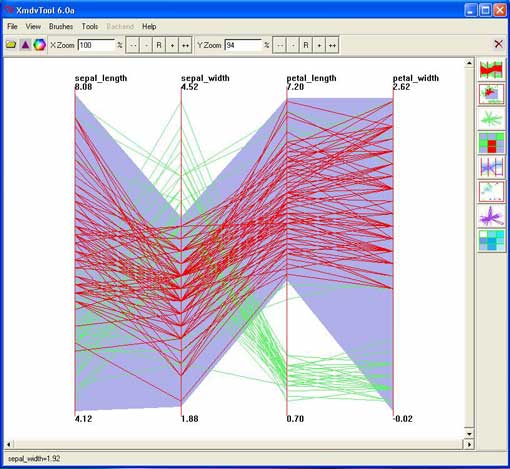 XmdvTool 6.0a
File View Brushes Tools Backend Help
X Zoom 100 % -- - R + ++ Y Zoom 94 % -- - R + ++
sepal_length sepal_width petal_length petal_width
8.08 4.52 7.20 2.62
4.12 1.88 0.70 -0.02
sepal_width=1.92